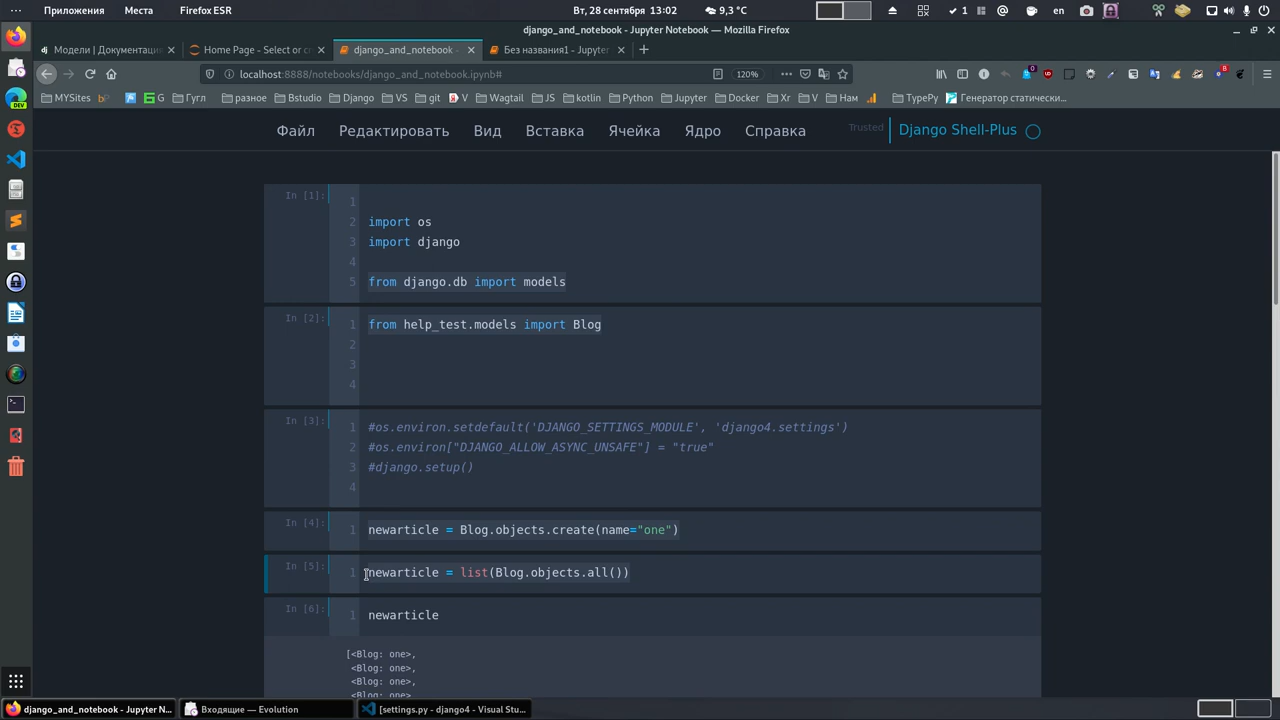 Приложения Места Firefox ESR Вт, 28 сентября 13:02 9,3 °C 1 en
django_and_notebook - Jupyter Notebook — Mozilla Firefox
Модели | Документация Home Page - Select or cr django_and_notebook - Без названия1 - Jupyter
localhost:8888/notebooks/django_and_notebook.ipynb# 120%
MYSites G Гугл разное Bstudio Django VS git V Wagtail JS kotlin Python Jupyter Docker Xr V Нам TypePy Генератор статически…
Файл Редактировать Вид Вставка Ячейка Ядро Справка Trusted Django Shell-Plus
In [1]: 1
2 import os
3 import django
4
5 from django.db import models
In [2]: 1 from help_test.models import Blog
2
3
4
In [3]: 1 #os.environ.setdefault('DJANGO_SETTINGS_MODULE', 'django4.settings')
2 #os.environ["DJANGO_ALLOW_ASYNC_UNSAFE"] = "true"
3 #django.setup()
4
In [4]: 1 newarticle = Blog.objects.create(name="one")
In [5]: 1 newarticle = list(Blog.objects.all())
In [6]: 1 newarticle
[<Blog: one>,
<Blog: one>,
<Blog: one>,
<Blog: one>
django_and_notebook - Jupyter N… Входящие — Evolution [settings.py - django4 - Visual Stu…